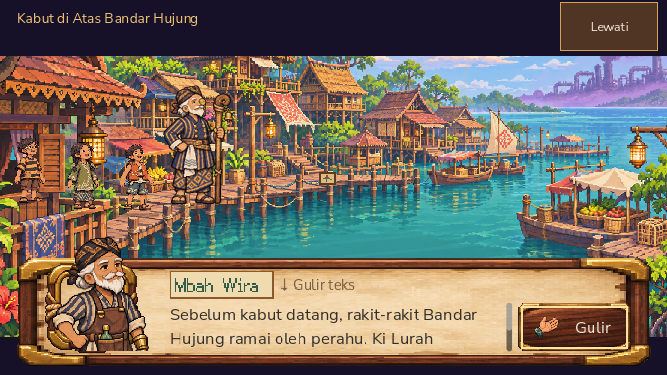 Kabut di Atas Bandar Hujung
Lewati
Mbah Wira
↓ Gulir teks
Sebelum kabut datang, rakit-rakit Bandar
Hujung ramai oleh perahu. Ki Lurah
Gulir